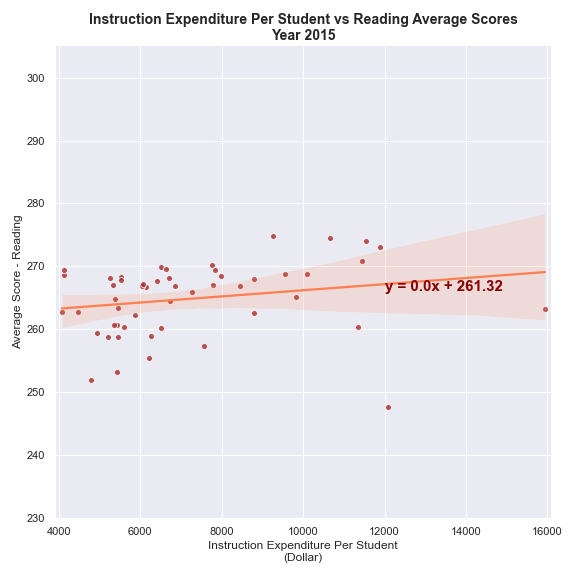 Instruction Expenditure Per Student vs Reading Average Scores
Year 2015
300
290
280
270
260
250
240
230
Average Score - Reading
y = 0.0x + 261.32
4000 6000 8000 10000 12000 14000 16000
Instruction Expenditure Per Student
(Dollar)